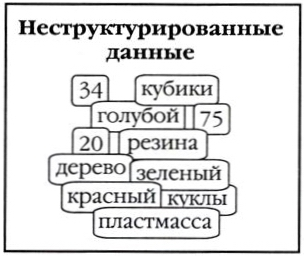 Неструктурированные
данные
34 кубики
голубой 75
20 резина
дерево зеленый
красный куклы
пластмасса